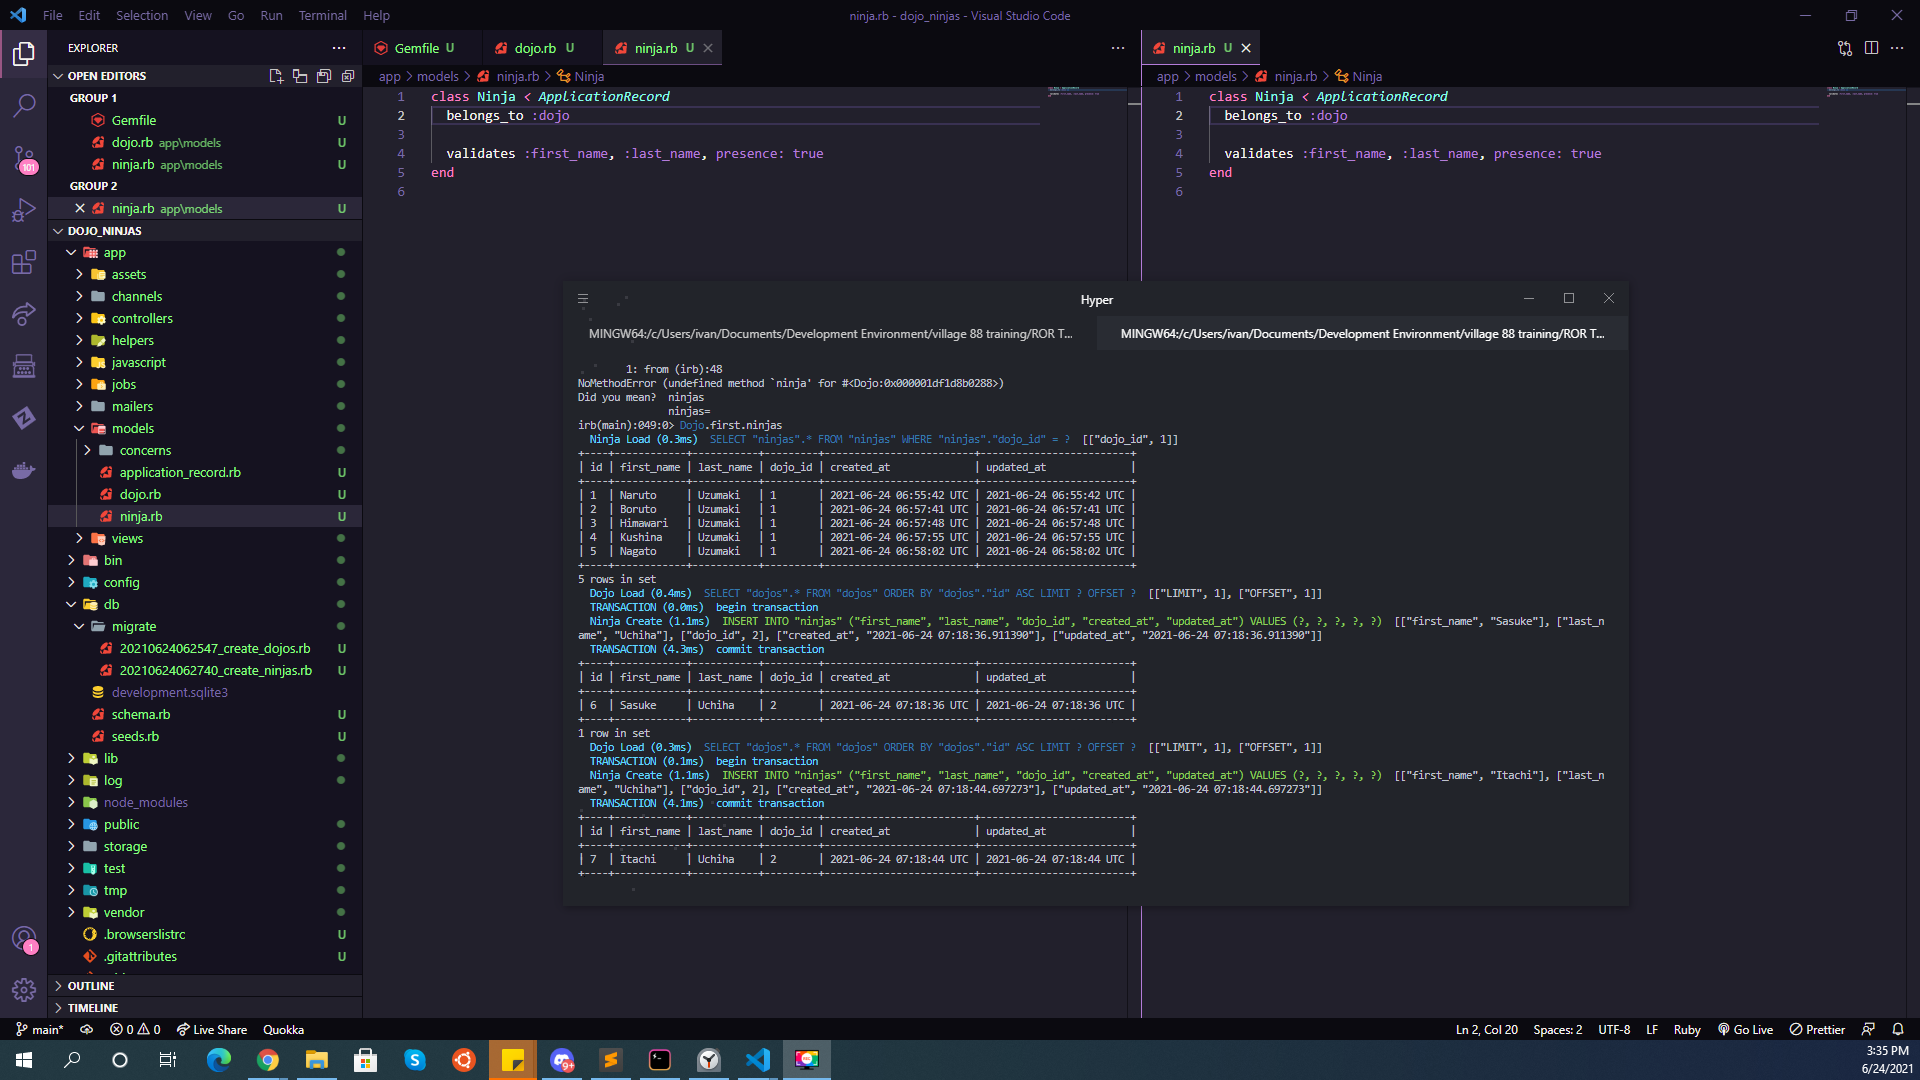 File Edit Selection View Go Run Terminal Help
ninja.rb - dojo_ninjas - Visual Studio Code
EXPLORER
OPEN EDITORS
GROUP 1
Gemfile U
dojo.rb app\models U
ninja.rb app\models U
GROUP 2
ninja.rb app\models U
DOJO_NINJAS
app
assets
channels
controllers
helpers
javascript
jobs
mailers
models
concerns
application_record.rb U
dojo.rb U
ninja.rb U
views
bin
config
db
migrate
20210624062547_create_dojos.rb U
20210624062740_create_ninjas.rb U
development.sqlite3
schema.rb U
seeds.rb U
lib
log
node_modules
public
storage
test
tmp
vendor
.browserslistrc U
.gitattributes U
OUTLINE
TIMELINE
101
1
Gemfile U dojo.rb U ninja.rb U
app > models > ninja.rb > Ninja
1 class Ninja < ApplicationRecord
2 belongs_to :dojo
3
4 validates :first_name, :last_name, presence: true
5 end
6
ninja.rb U
app > models > ninja.rb > Ninja
1 class Ninja < ApplicationRecord
2 belongs_to :dojo
3
4 validates :first_name, :last_name, presence: true
5 end
6
Hyper
MINGW64:/c/Users/ivan/Documents/Development Environment/village 88 training/ROR T...
MINGW64:/c/Users/ivan/Documents/Development Environment/village 88 training/ROR T...
1: from (irb):48
NoMethodError (undefined method `ninja' for #<Dojo:0x000001df1d8b0288>)
Did you mean? ninjas
ninjas=
irb(main):049:0> Dojo.first.ninjas
Ninja Load (0.3ms) SELECT "ninjas".* FROM "ninjas" WHERE "ninjas"."dojo_id" = ? [["dojo_id", 1]]
+----+------------+-----------+---------+-------------------------+-------------------------+
| id | first_name | last_name | dojo_id | created_at | updated_at |
+----+------------+-----------+---------+-------------------------+-------------------------+
| 1 | Naruto | Uzumaki | 1 | 2021-06-24 06:55:42 UTC | 2021-06-24 06:55:42 UTC |
| 2 | Boruto | Uzumaki | 1 | 2021-06-24 06:57:41 UTC | 2021-06-24 06:57:41 UTC |
| 3 | Himawari | Uzumaki | 1 | 2021-06-24 06:57:48 UTC | 2021-06-24 06:57:48 UTC |
| 4 | Kushina | Uzumaki | 1 | 2021-06-24 06:57:55 UTC | 2021-06-24 06:57:55 UTC |
| 5 | Nagato | Uzumaki | 1 | 2021-06-24 06:58:02 UTC | 2021-06-24 06:58:02 UTC |
+----+------------+-----------+---------+-------------------------+-------------------------+
5 rows in set
Dojo Load (0.4ms) SELECT "dojos".* FROM "dojos" ORDER BY "dojos"."id" ASC LIMIT ? OFFSET ? [["LIMIT", 1], ["OFFSET", 1]]
TRANSACTION (0.0ms) begin transaction
Ninja Create (1.1ms) INSERT INTO "ninjas" ("first_name", "last_name", "dojo_id", "created_at", "updated_at") VALUES (?, ?, ?, ?, ?) [["first_name", "Sasuke"], ["last_n
ame", "Uchiha"], ["dojo_id", 2], ["created_at", "2021-06-24 07:18:36.911390"], ["updated_at", "2021-06-24 07:18:36.911390"]]
TRANSACTION (4.3ms) commit transaction
+----+------------+-----------+---------+-------------------------+-------------------------+
| id | first_name | last_name | dojo_id | created_at | updated_at |
+----+------------+-----------+---------+-------------------------+-------------------------+
| 6 | Sasuke | Uchiha | 2 | 2021-06-24 07:18:36 UTC | 2021-06-24 07:18:36 UTC |
+----+------------+-----------+---------+-------------------------+-------------------------+
1 row in set
Dojo Load (0.3ms) SELECT "dojos".* FROM "dojos" ORDER BY "dojos"."id" ASC LIMIT ? OFFSET ? [["LIMIT", 1], ["OFFSET", 1]]
TRANSACTION (0.1ms) begin transaction
Ninja Create (1.1ms) INSERT INTO "ninjas" ("first_name", "last_name", "dojo_id", "created_at", "updated_at") VALUES (?, ?, ?, ?, ?) [["first_name", "Itachi"], ["last_n
ame", "Uchiha"], ["dojo_id", 2], ["created_at", "2021-06-24 07:18:44.697273"], ["updated_at", "2021-06-24 07:18:44.697273"]]
TRANSACTION (4.1ms) commit transaction
+----+------------+-----------+---------+-------------------------+-------------------------+
| id | first_name | last_name | dojo_id | created_at | updated_at |
+----+------------+-----------+---------+-------------------------+-------------------------+
| 7 | Itachi | Uchiha | 2 | 2021-06-24 07:18:44 UTC | 2021-06-24 07:18:44 UTC |
+----+------------+-----------+---------+-------------------------+-------------------------+
main* 0 0 Live Share Quokka
Ln 2, Col 20 Spaces: 2 UTF-8 LF Ruby Go Live Prettier
9+
3:35 PM
6/24/2021